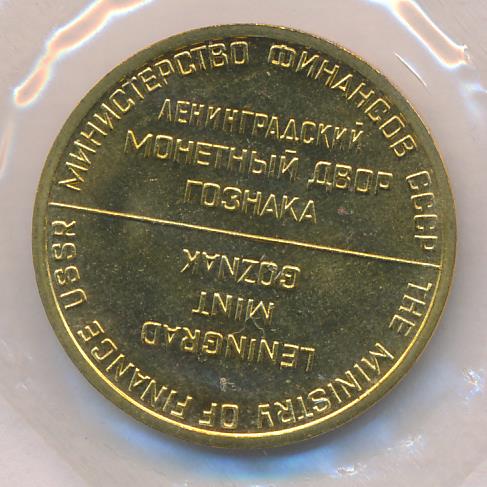 МИНИСТЕРСТВО ФИНАНСОВ СССР
ЛЕНИНГРАДСКИЙ
МОНЕТНЫЙ ДВОР
ГОЗНАКА
THE MINISTRY OF FINANCE USSR
LENINGRAD
MINT
GOZNAK